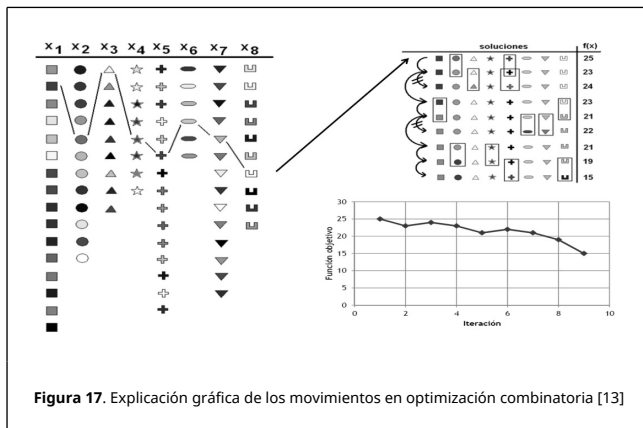 x1 x2 x3 x4 x5 x6 x7 x8
soluciones f(x)
25
23
24
23
21
22
21
19
15
Función objetivo
30
25
20
15
10
5
0
0 2 4 6 8 10
Iteración
Figura 17. Explicación gráfica de los movimientos en optimización combinatoria [13]